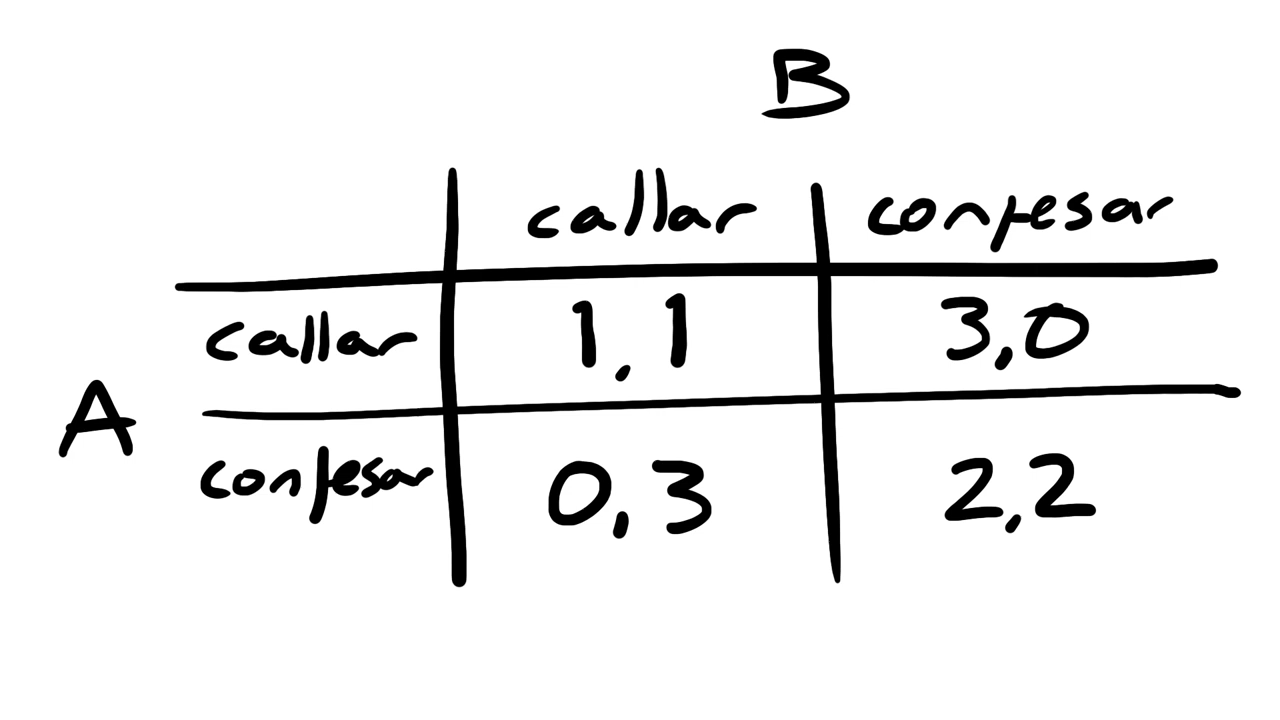 B
callar confesar
callar 1,1 3,0
A
confesar 0,3 2,2